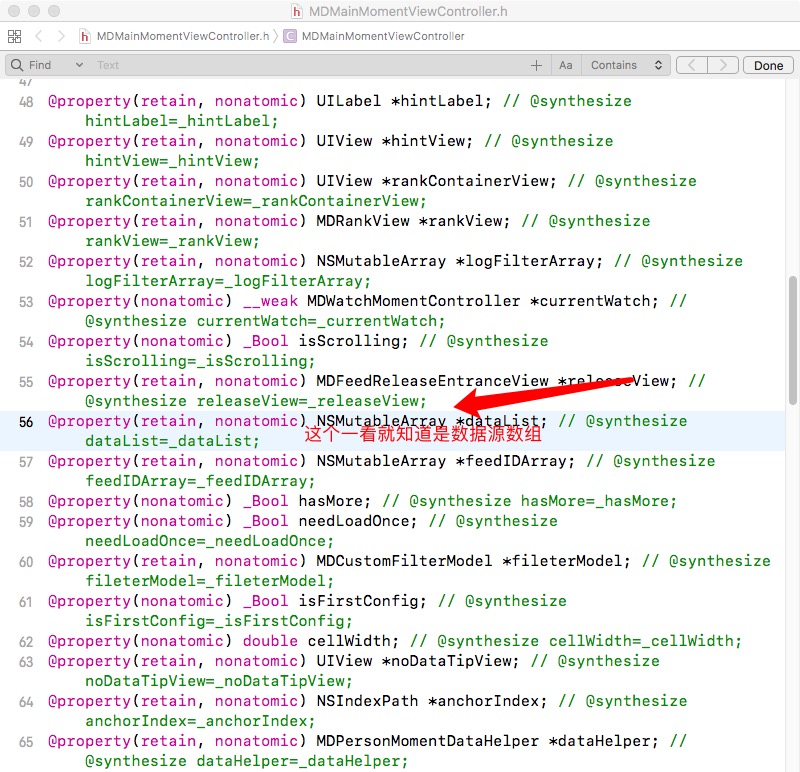 MDMainMomentViewController.h
MDMainMomentViewController.h MDMainMomentViewController
Find Text Aa Contains Done
47
48 @property(retain, nonatomic) UILabel *hintLabel; // @synthesize
hintLabel=_hintLabel;
49 @property(retain, nonatomic) UIView *hintView; // @synthesize
hintView=_hintView;
50 @property(retain, nonatomic) UIView *rankContainerView; // @synthesize
rankContainerView=_rankContainerView;
51 @property(retain, nonatomic) MDRankView *rankView; // @synthesize
rankView=_rankView;
52 @property(retain, nonatomic) NSMutableArray *logFilterArray; // @synthesize
logFilterArray=_logFilterArray;
53 @property(nonatomic) __weak MDWatchMomentController *currentWatch; //
@synthesize currentWatch=_currentWatch;
54 @property(nonatomic) _Bool isScrolling; // @synthesize
isScrolling=_isScrolling;
55 @property(retain, nonatomic) MDFeedReleaseEntranceView *releaseView; //
@synthesize releaseView=_releaseView;
56 @property(retain, nonatomic) NSMutableArray *dataList; // @synthesize
dataList=_dataList;
这个一看就知道是数据源数组
57 @property(retain, nonatomic) NSMutableArray *feedIDArray; // @synthesize
feedIDArray=_feedIDArray;
58 @property(nonatomic) _Bool hasMore; // @synthesize hasMore=_hasMore;
59 @property(nonatomic) _Bool needLoadOnce; // @synthesize
needLoadOnce=_needLoadOnce;
60 @property(retain, nonatomic) MDCustomFilterModel *fileterModel; // @synthesize
fileterModel=_fileterModel;
61 @property(nonatomic) _Bool isFirstConfig; // @synthesize
isFirstConfig=_isFirstConfig;
62 @property(nonatomic) double cellWidth; // @synthesize cellWidth=_cellWidth;
63 @property(retain, nonatomic) UIView *noDataTipView; // @synthesize
noDataTipView=_noDataTipView;
64 @property(retain, nonatomic) NSIndexPath *anchorIndex; // @synthesize
anchorIndex=_anchorIndex;
65 @property(retain, nonatomic) MDPersonMomentDataHelper *dataHelper; //
@synthesize dataHelper=_dataHelper;